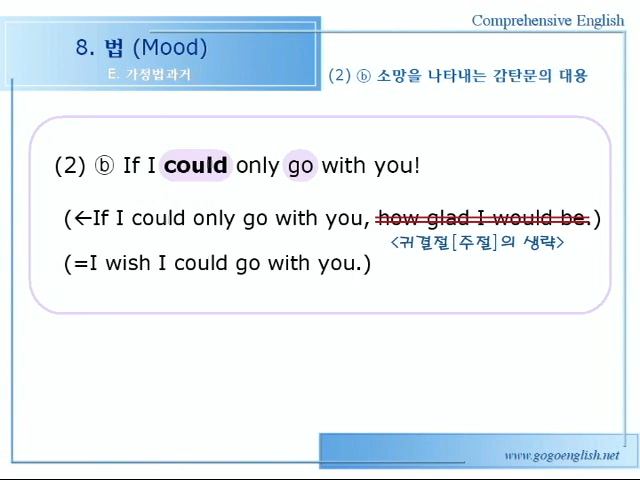 Comprehensive English
8. 법 (Mood)
E. 가정법과거
(2) ⓑ 소망을 나타내는 감탄문의 대용
(2) ⓑ If I could only go with you!
(←If I could only go with you, how glad I would be.)
<귀결절[주절]의 생략>
(=I wish I could go with you.)
www.gogoenglish.net